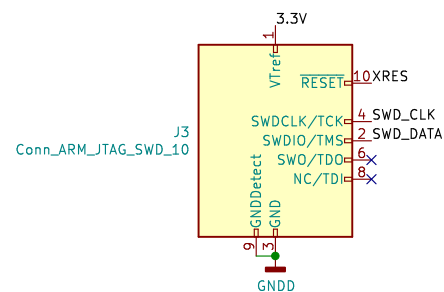 3.3V
1
VTref
RESET
10
XRES
J3
Conn_ARM_JTAG_SWD_10
SWDCLK/TCK
4
SWD_CLK
SWDIO/TMS
2
SWD_DATA
SWO/TDO
6
NC/TDI
8
GNDDetect
GND
9
3
GNDD